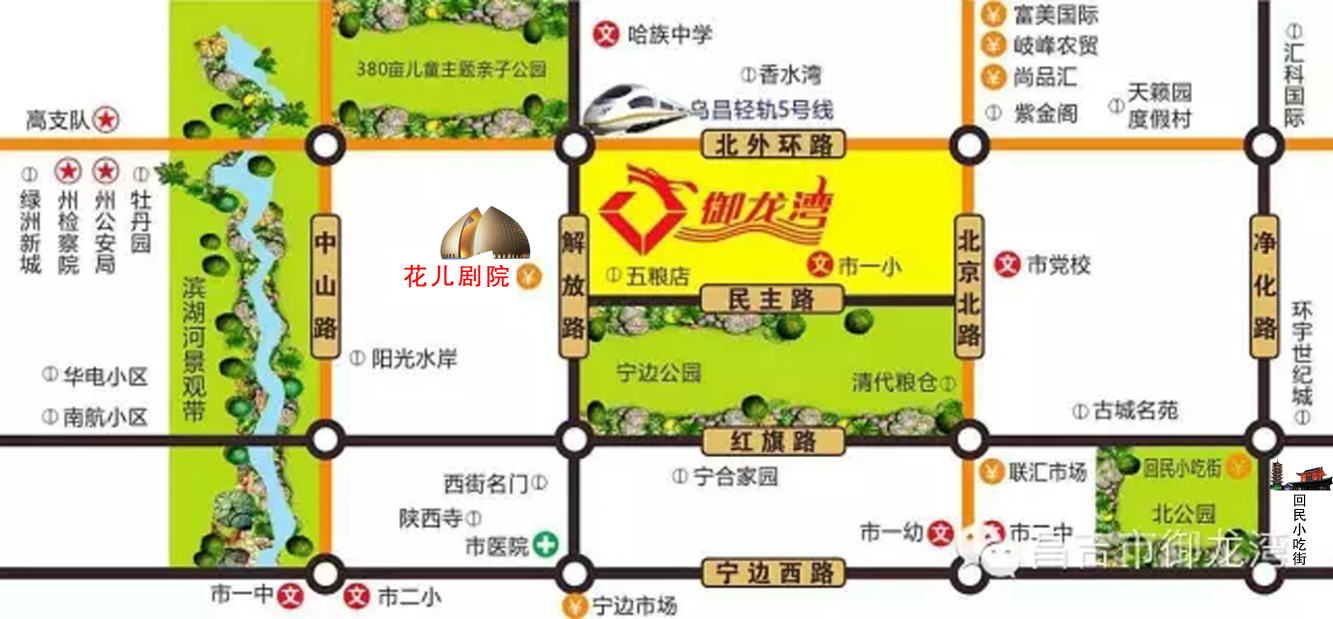 富美国际
哈族中学
岐峰农贸
380亩儿童主题亲子公园
香水湾
尚品汇
汇科国际
乌昌轻轨5号线
紫金阁
天籁园
度假村
高支队
北外环路
绿洲新城
州检察院
州公安局
牡丹园
御龙湾
中山路
解放路
北京北路
净化路
花儿剧院
五粮店
市一小
市党校
滨湖河景观带
民主路
环宇世纪城
阳光水岸
华电小区
宁边公园
清代粮仓
南航小区
古城名苑
红旗路
西街名门
宁合家园
联汇市场
回民小吃街
陕西寺
北公园
回民小吃街
市医院
市一幼
市二中
昌吉市御龙湾
宁边西路
市一中
市二小
宁边市场